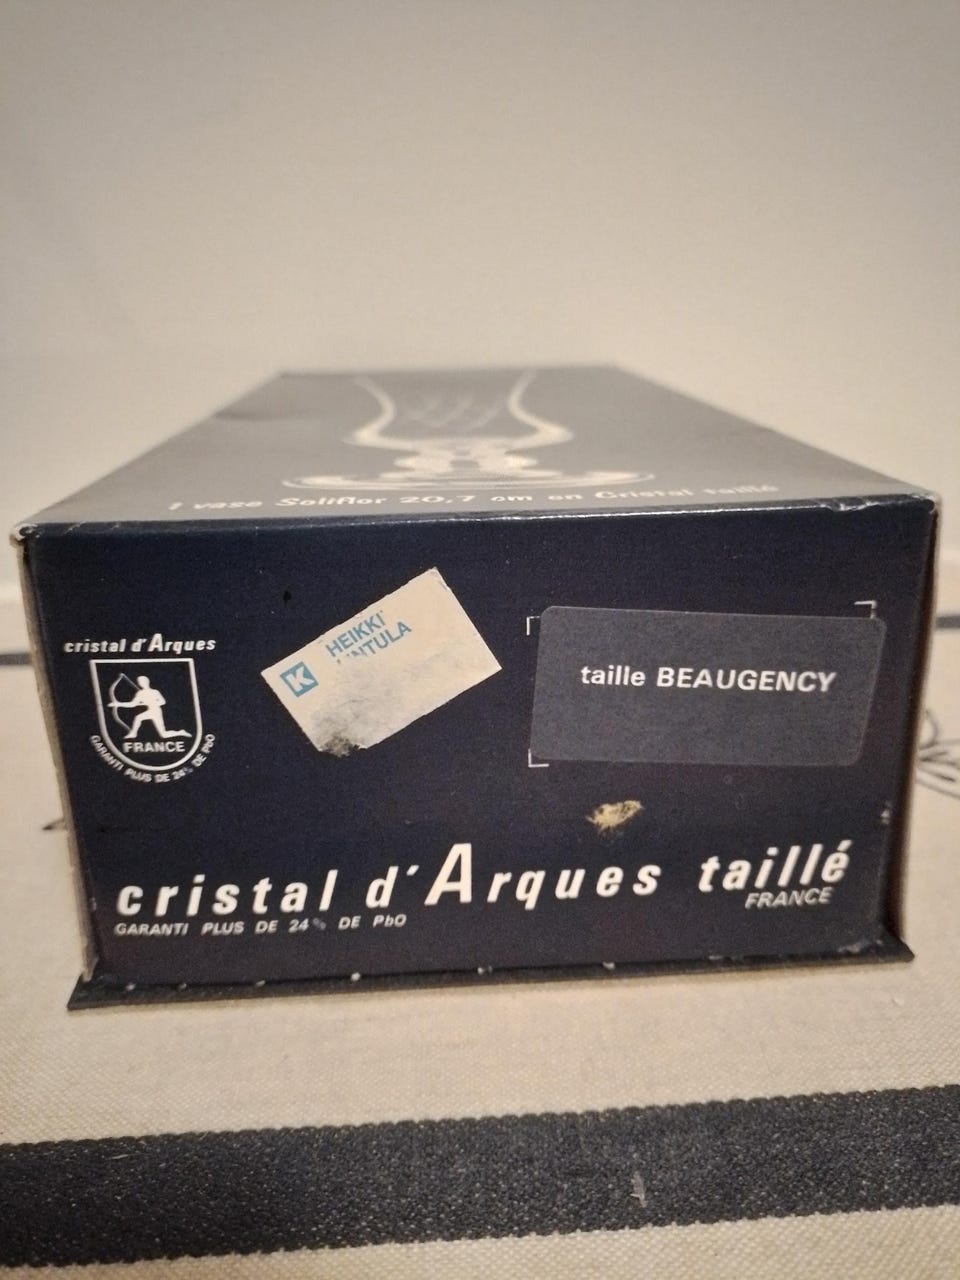 1 vase Soliflor 20,7 cm en Cristal taillé
cristal d'Arques
FRANCE
GARANTI PLUS DE 24% DE PbO
K
HEIKKI
taille BEAUGENCY
cristal d'Arques taillé
FRANCE
GARANTI PLUS DE 24% DE PbO